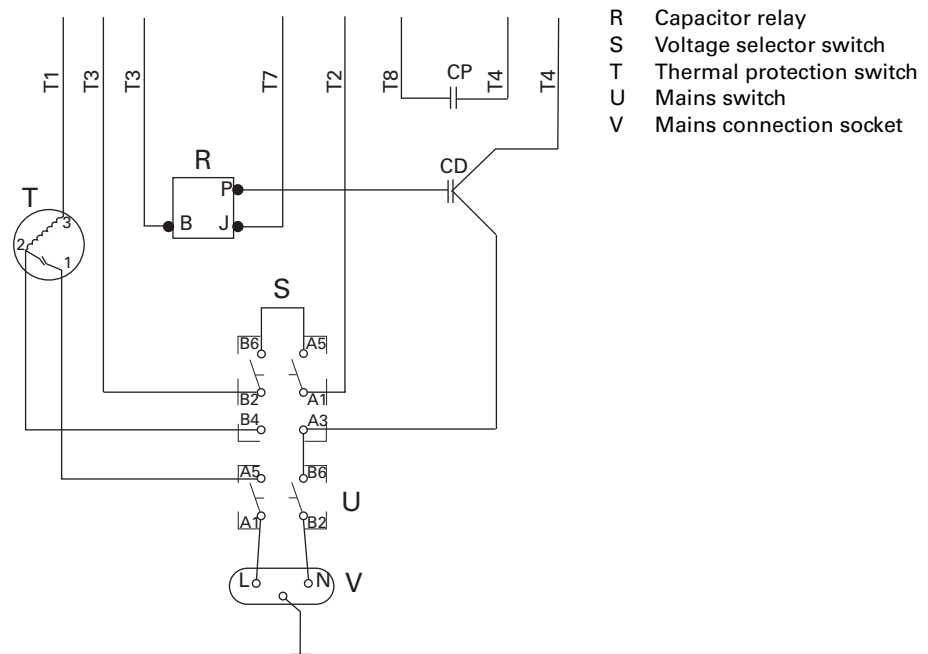 R Capacitor relay
S Voltage selector switch
T Thermal protection switch
U Mains switch
V Mains connection socket
T1
T3
T3
T7
T2
T8
CP
T4
T4
R
CD
P
T
B
J
3
2
1
S
B6
A5
B2
A1
B4
A3
A5
B6
U
A1
B2
L
N
V